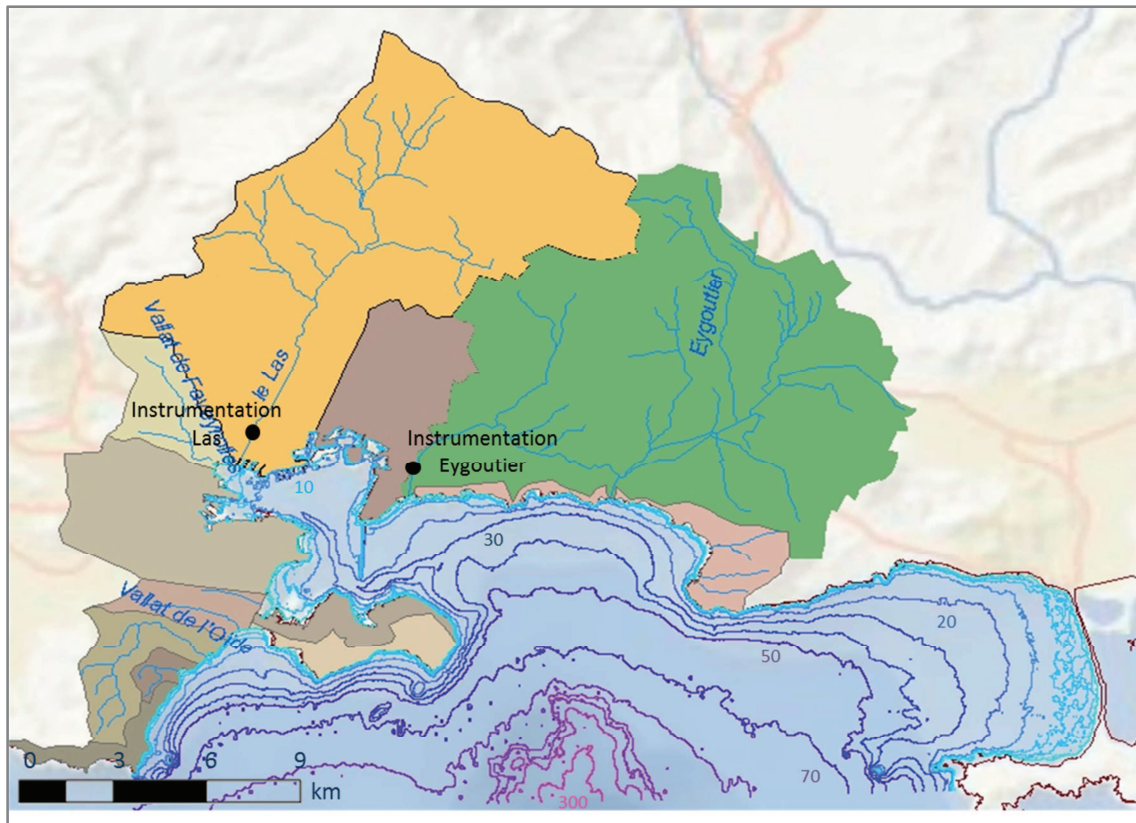 Vallat de Faveyrolles
le Las
Eygoutier
Instrumentation
Las
Instrumentation
Eygoutier
10
30
Vallat de l'Oïde
20
50
70
300
0 3 6 9
km